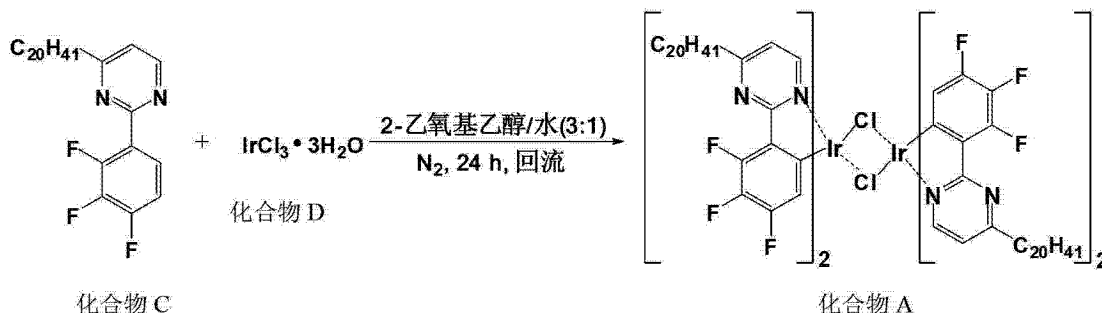 C20H41
N N
F
F
F
+
IrCl3 • 3H2O
2-乙氧基乙醇/水(3:1)
N2, 24 h, 回流
化合物 D
化合物 C
C20H41
N N
F
F
F
Ir
Cl
Cl
Ir
2
F
F
F
N N
C20H41
2
化合物 A